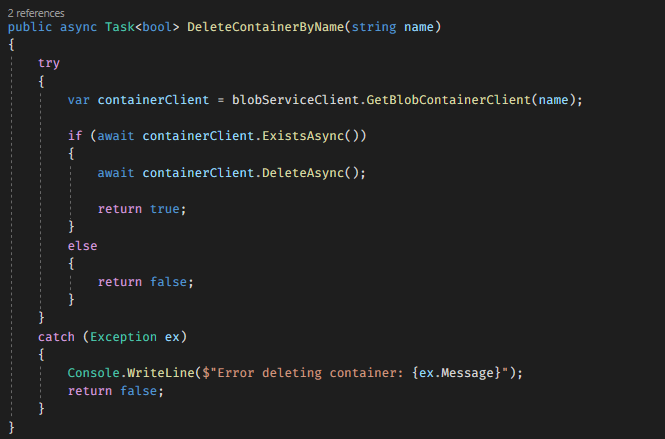 2 references
public async Task<bool> DeleteContainerByName(string name)
{
try
{
var containerClient = blobServiceClient.GetBlobContainerClient(name);
if (await containerClient.ExistsAsync())
{
await containerClient.DeleteAsync();
return true;
}
else
{
return false;
}
}
catch (Exception ex)
{
Console.WriteLine($"Error deleting container: {ex.Message}");
return false;
}
}